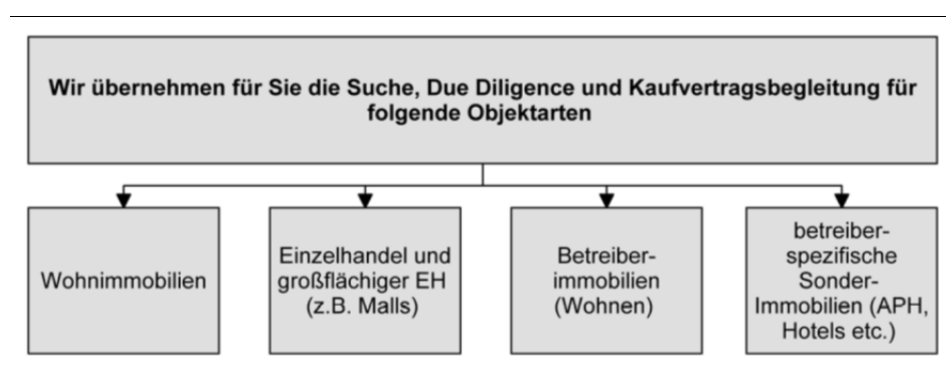 Wir übernehmen für Sie die Suche, Due Diligence und Kaufvertragsbegleitung für
folgende Objektarten
Wohnimmobilien
Einzelhandel und
großflächiger EH
(z.B. Malls)
Betreiber-
immobilien
(Wohnen)
betreiber-
spezifische
Sonder-
Immobilien (APH,
Hotels etc.)